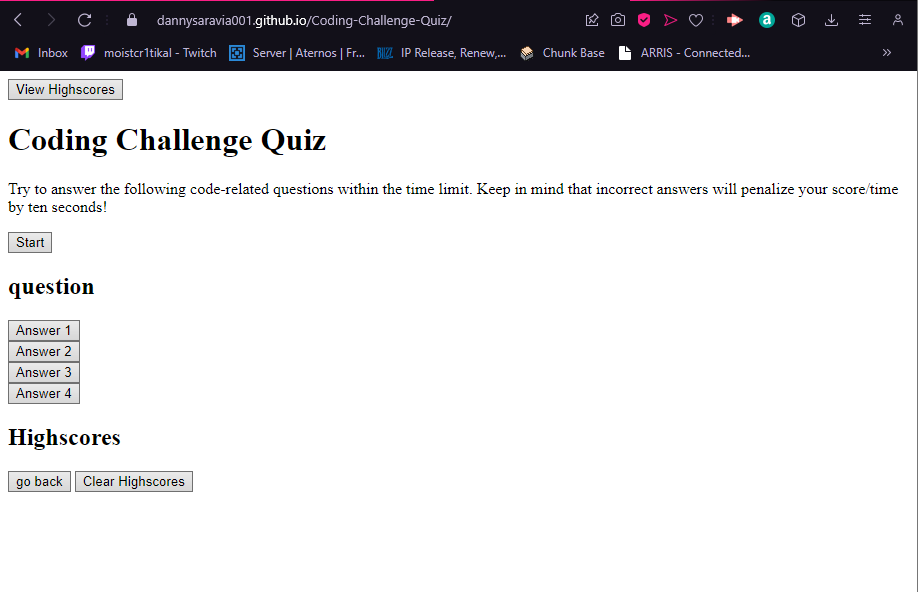 dannysaravia001.github.io/Coding-Challenge-Quiz/
Inbox moistcr1tikal - Twitch Server | Aternos | Fr... BUZZ IP Release, Renew,... Chunk Base ARRIS - Connected...
View Highscores
Coding Challenge Quiz
Try to answer the following code-related questions within the time limit. Keep in mind that incorrect answers will penalize your score/time
by ten seconds!
Start
question
Answer 1
Answer 2
Answer 3
Answer 4
Highscores
go back Clear Highscores